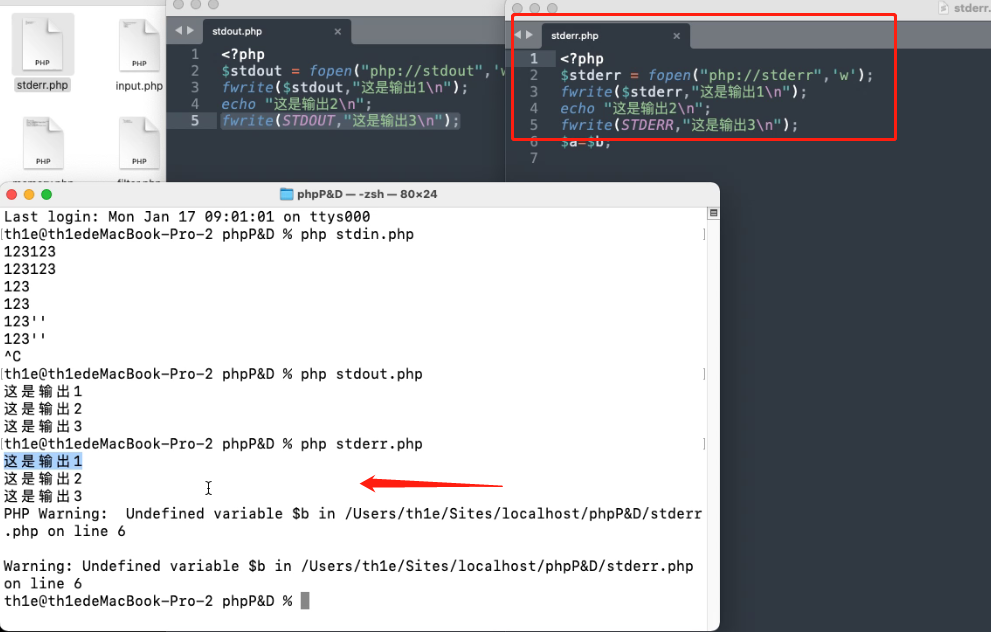 PHP
stderr.php
PHP
input.php
PHP
PHP
stdout.php ×
1 <?php
2 $stdout = fopen("php://stdout",'w
3 fwrite($stdout,"这是输出1\n");
4 echo "这是输出2\n";
5 fwrite(STDOUT,"这是输出3\n");
stderr.
stderr.php ×
1 <?php
2 $stderr = fopen("php://stderr",'w');
3 fwrite($stderr,"这是输出1\n");
4 echo "这是输出2\n";
5 fwrite(STDERR,"这是输出3\n");
6 $a=$b;
7
phpP&D — -zsh — 80×24
Last login: Mon Jan 17 09:01:01 on ttys000
[th1e@th1edeMacBook-Pro-2 phpP&D % php stdin.php ]
123123
123123
123
123
123''
123''
^C
[th1e@th1edeMacBook-Pro-2 phpP&D % php stdout.php ]
这是输出1
这是输出2
这是输出3
[th1e@th1edeMacBook-Pro-2 phpP&D % php stderr.php ]
这是输出1
这是输出2
这是输出3
PHP Warning:  Undefined variable $b in /Users/th1e/Sites/localhost/phpP&D/stderr
.php on line 6
Warning: Undefined variable $b in /Users/th1e/Sites/localhost/phpP&D/stderr.php
on line 6
th1e@th1edeMacBook-Pro-2 phpP&D %